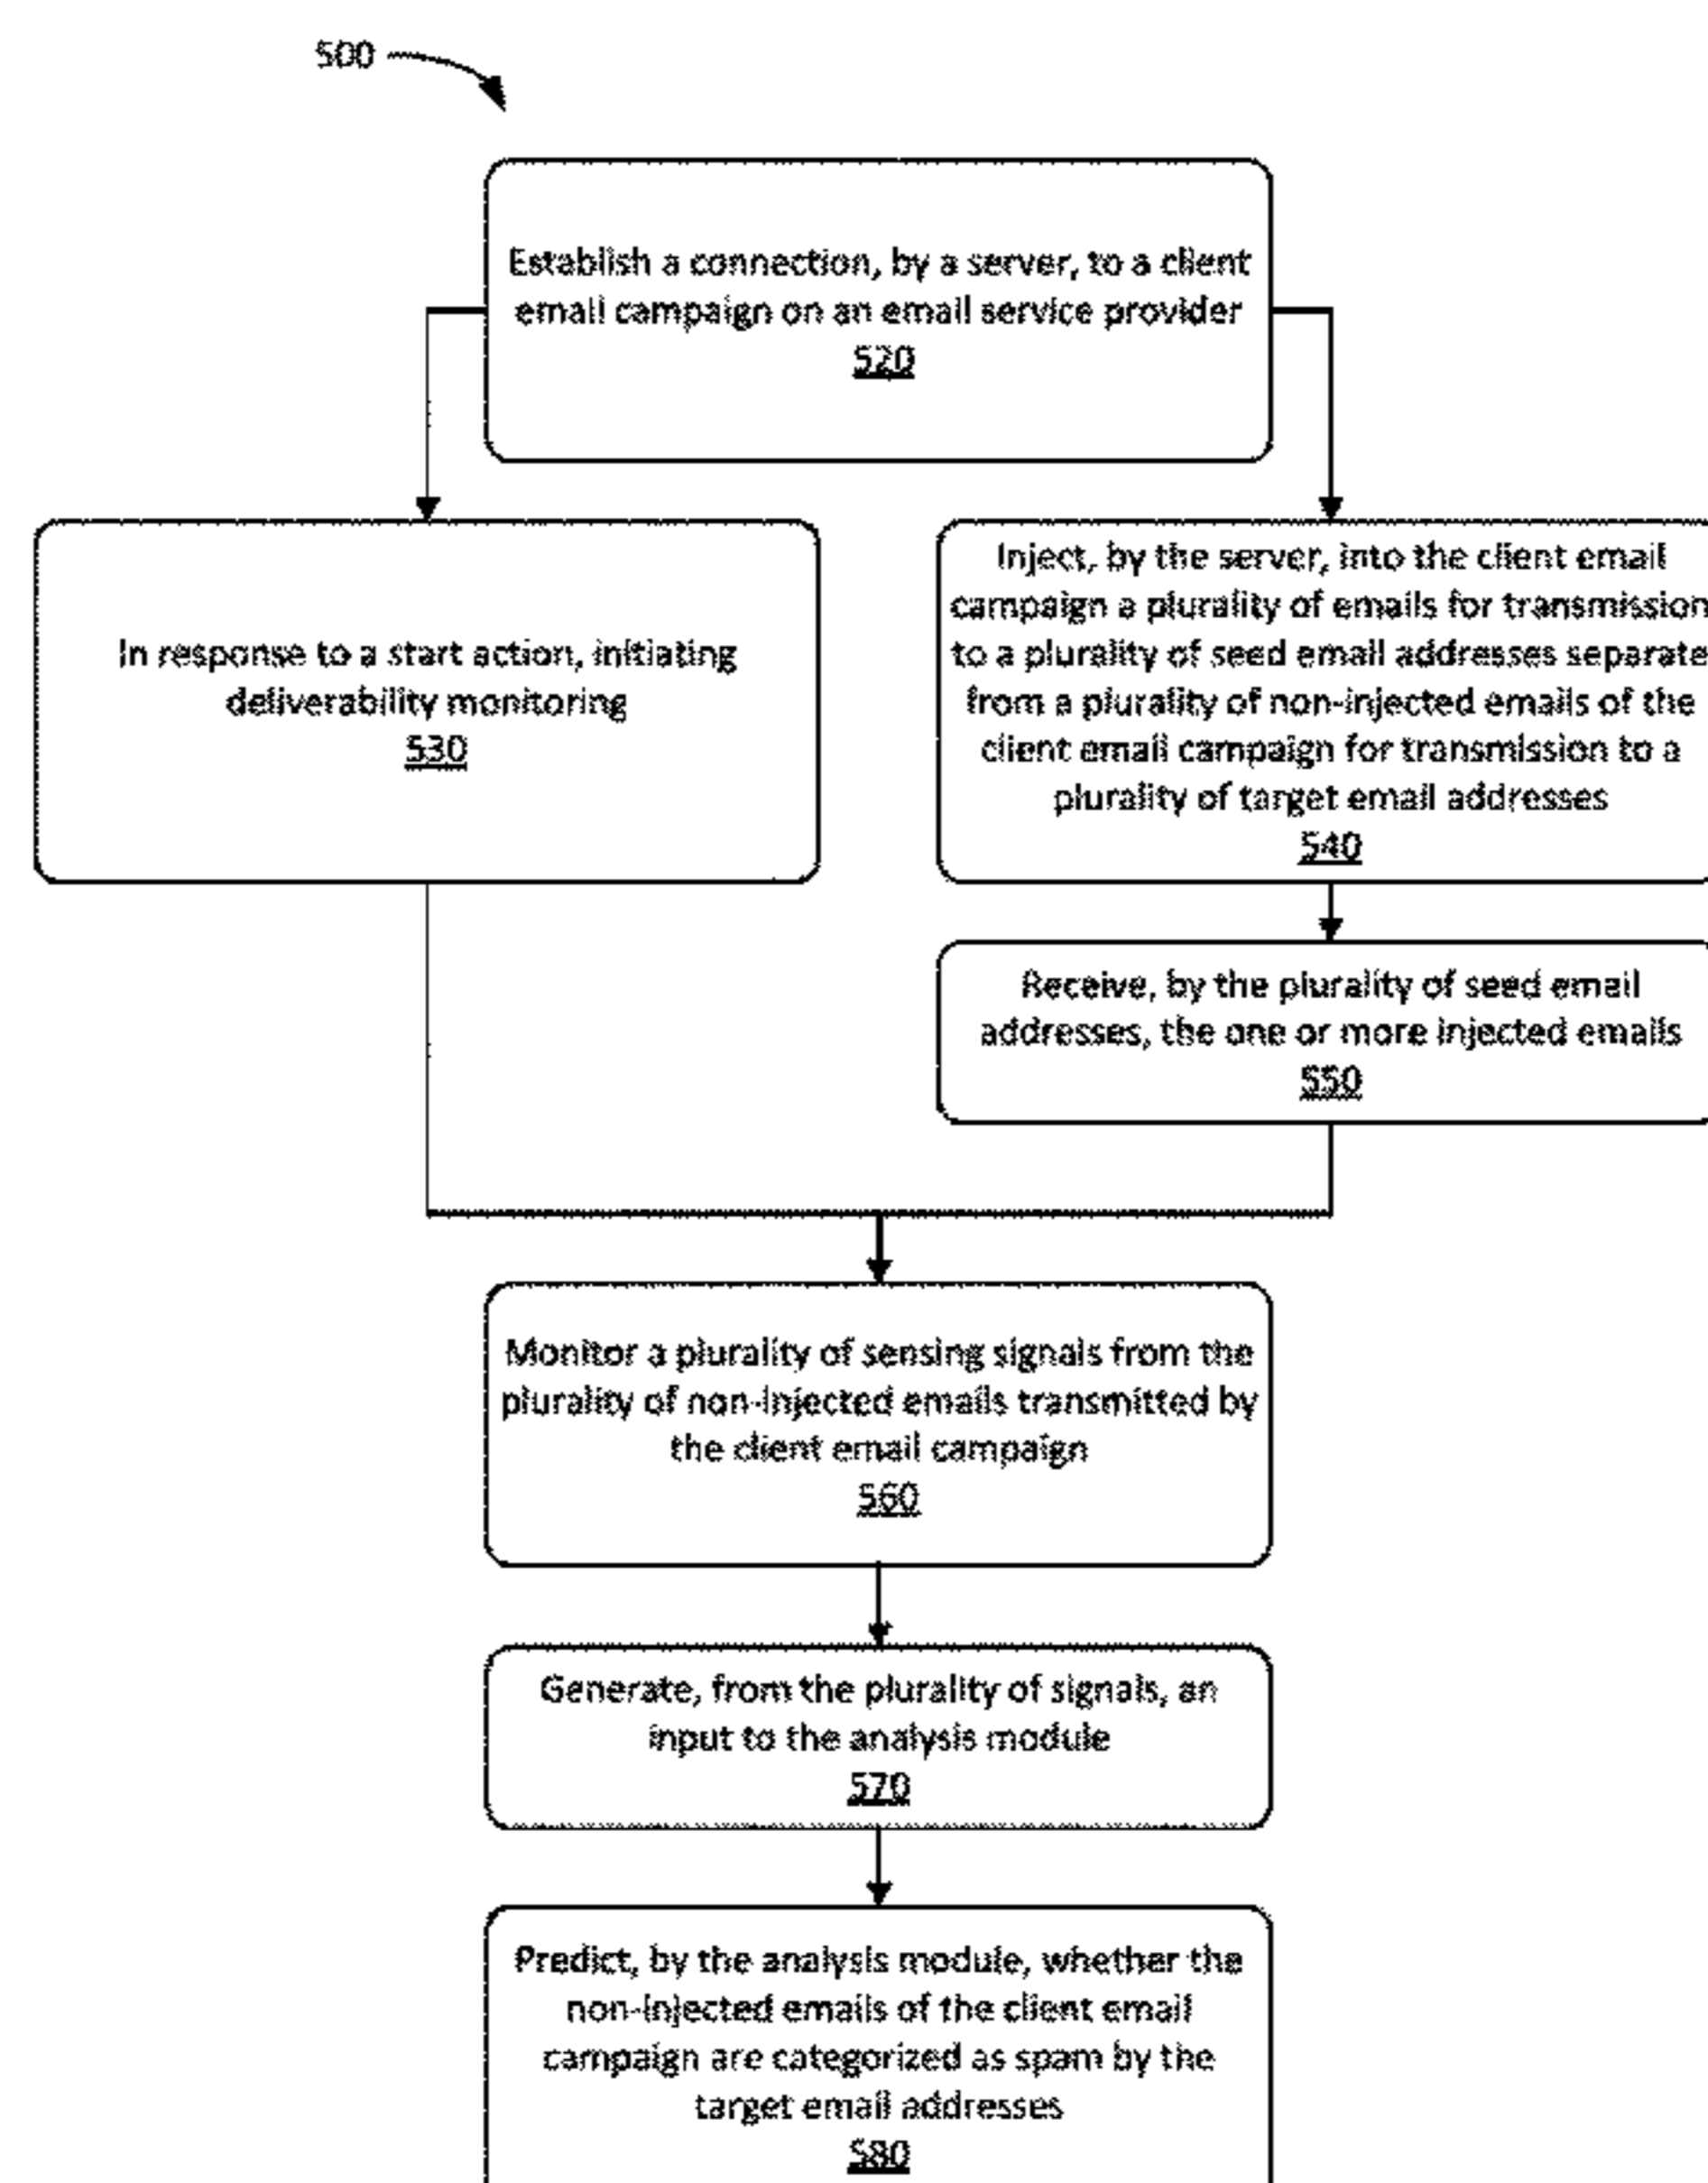 500
Establish a connection, by a server, to a client
email campaign on an email service provider
520
In response to a start action, initiating
deliverability monitoring
530
Inject, by the server, into the client email
campaign a plurality of emails for transmission
to a plurality of seed email addresses separate
from a plurality of non-injected emails of the
client email campaign for transmission to a
plurality of target email addresses
540
Receive, by the plurality of seed email
addresses, the one or more injected emails
550
Monitor a plurality of sensing signals from the
plurality of non-injected emails transmitted by
the client email campaign
560
Generate, from the plurality of signals, an
input to the analysis module
570
Predict, by the analysis module, whether the
non-injected emails of the client email
campaign are categorized as spam by the
target email addresses
580